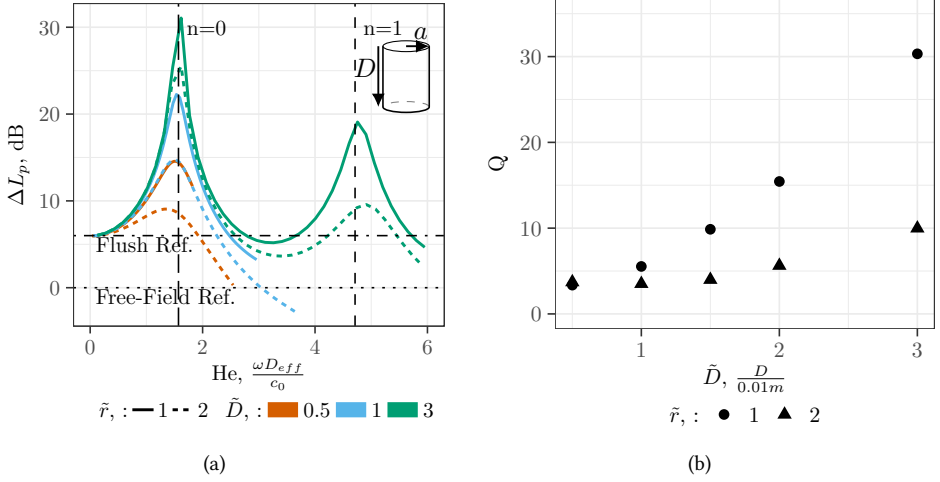 n=0
n=1
a
D
30
20
10
0
ΔL_p, dB
Flush Ref.
Free-Field Ref.
0 2 4 6
He, ωD_eff/c_0
r̃, : 1 2 D̃, : 0.5 1 3
(a)
30
20
10
0
Q
1 2 3
D̃, D/0.01m
r̃, : 1 2
(b)